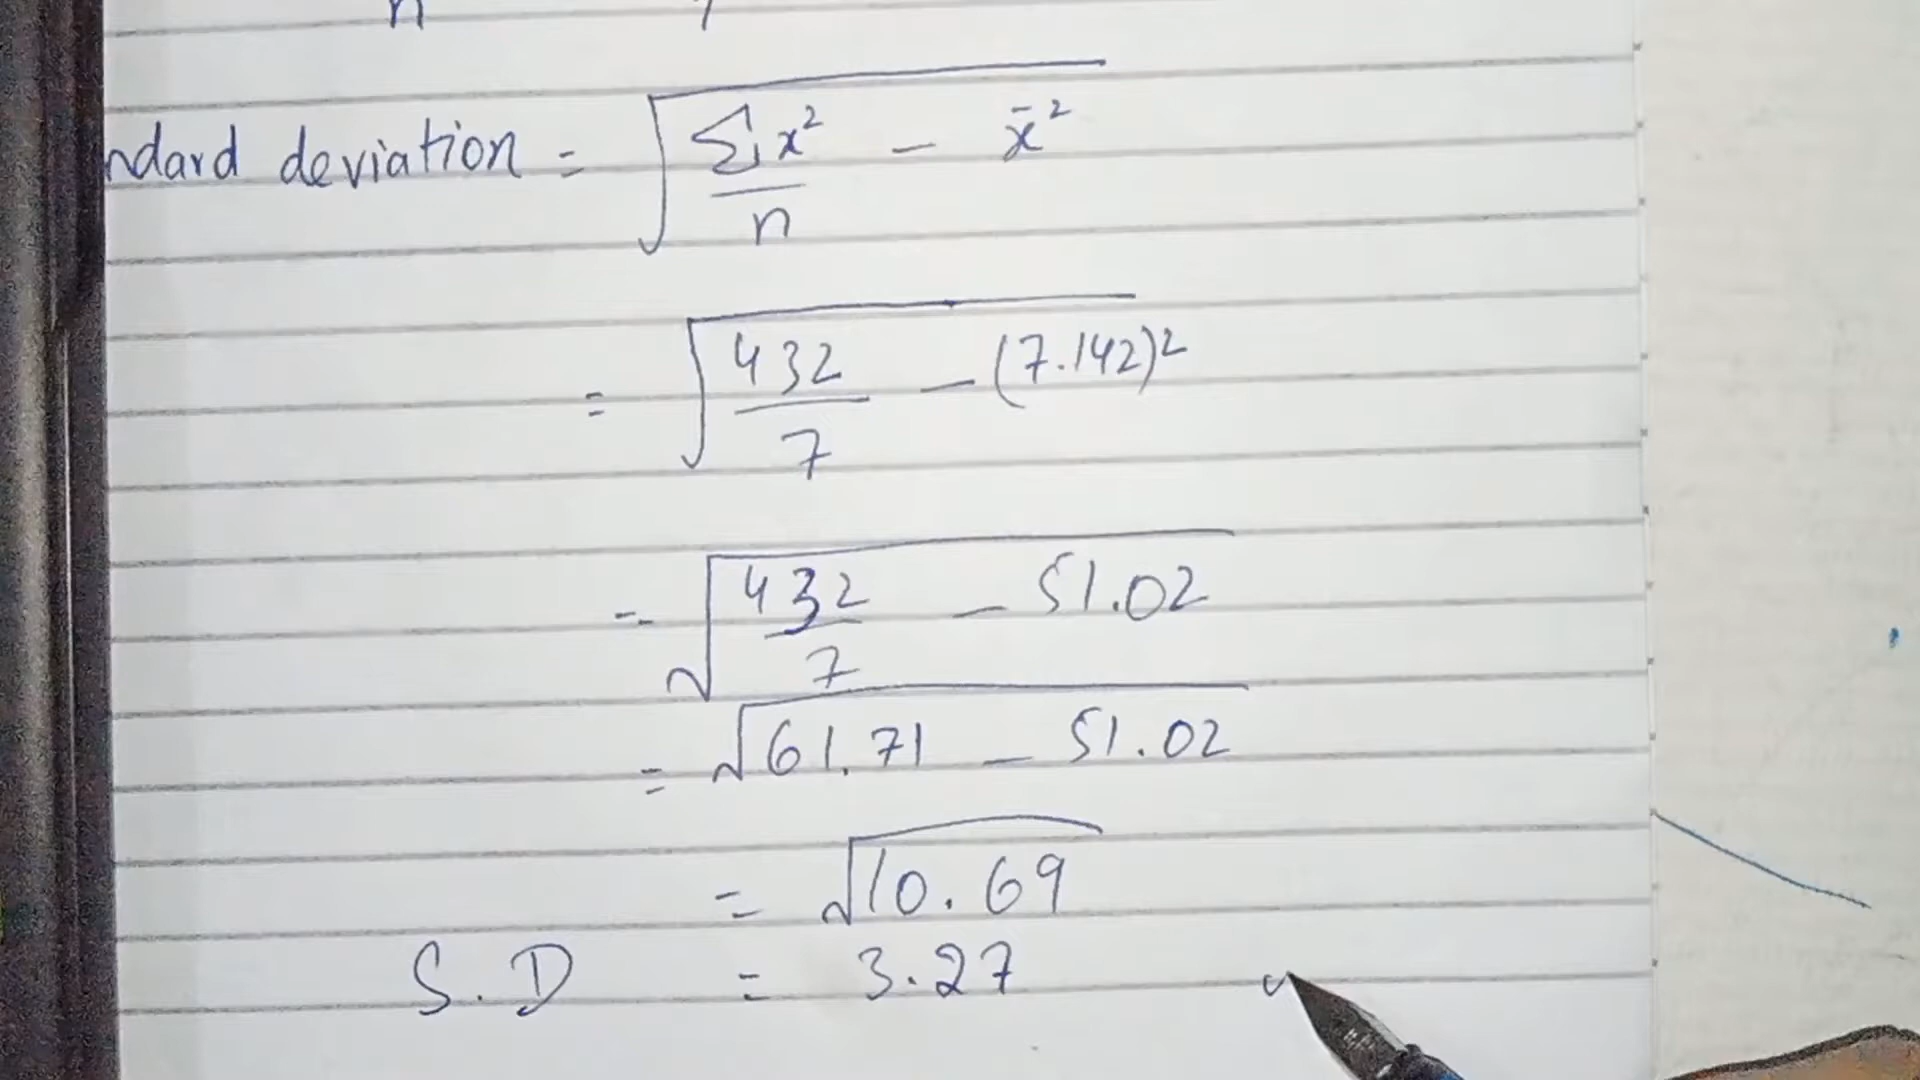 n
ndard deviation = √(Σx²/n - x̄²)
= √(432/7 - (7.142)²)
= √(432/7 - 51.02)
= √(61.71 - 51.02)
= √10.69
S.D = 3.27